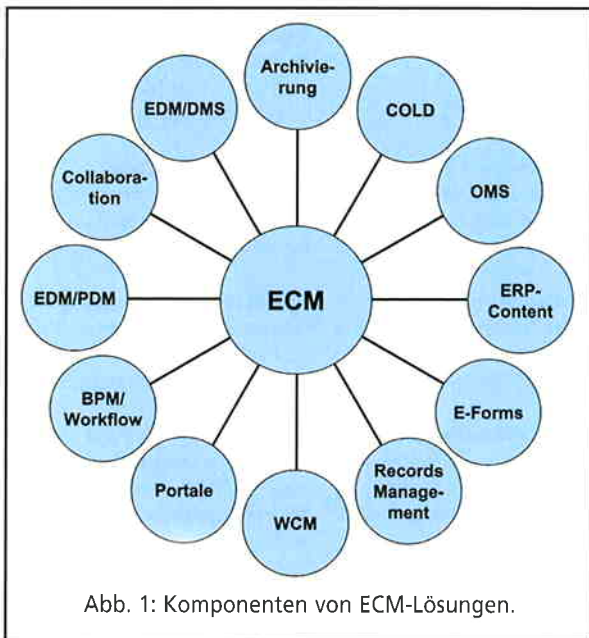 Archivie-
rung
COLD
OMS
ERP-
Content
E-Forms
Records
Manage-
ment
WCM
Portale
BPM/
Workflow
EDM/PDM
Collabora-
tion
EDM/DMS
ECM
Abb. 1: Komponenten von ECM-Lösungen.